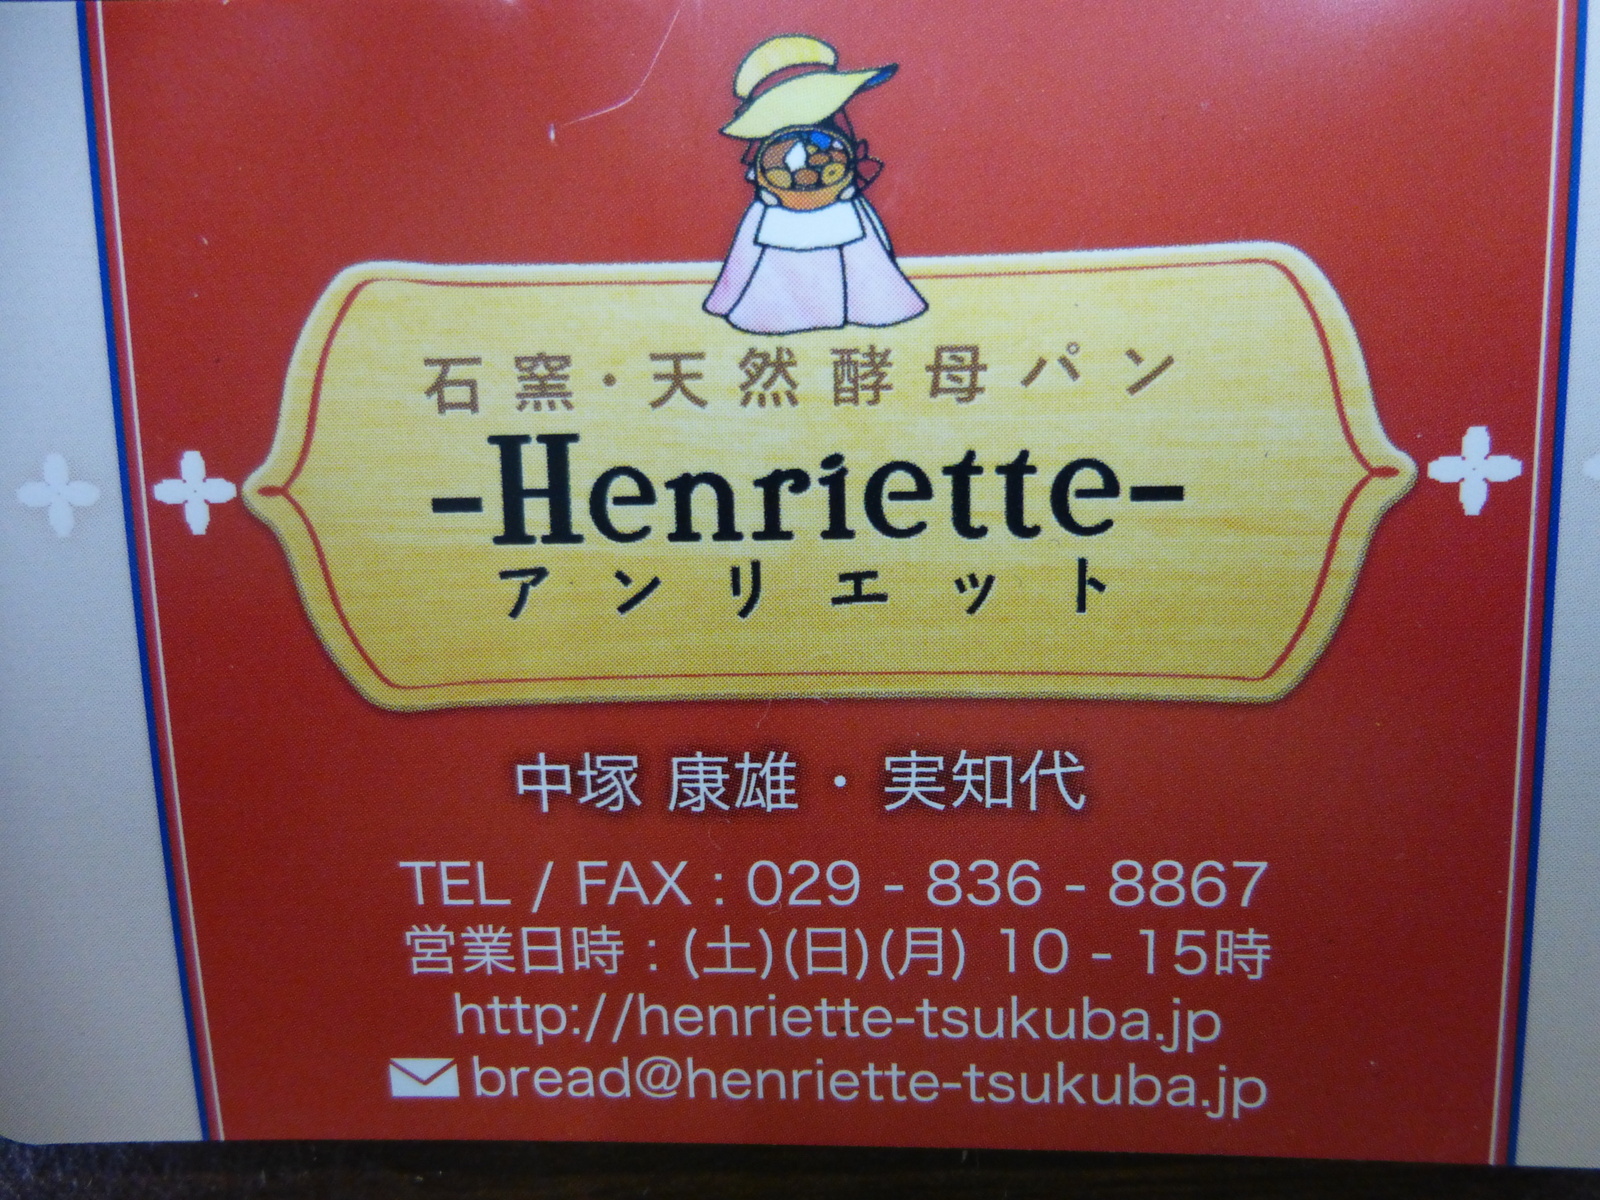 石窯・天然酵母パン
-Henriette-
アンリエット
中塚 康雄・実知代
TEL / FAX : 029 - 836 - 8867
営業日時 : (土)(日)(月) 10 - 15時
http://henriette-tsukuba.jp
bread@henriette-tsukuba.jp